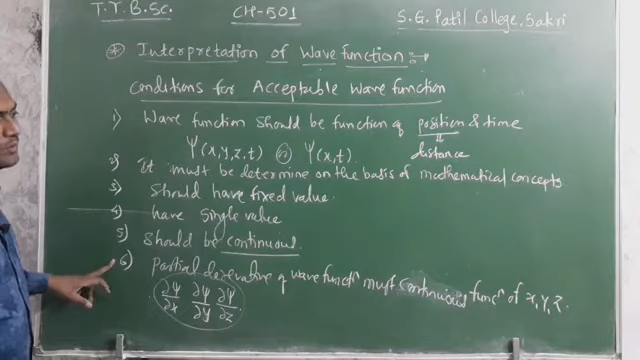 T.Y.B.Sc. CH-501 S.G. Patil College, Sakri
* Interpretation of Wave function :→
Conditions for Acceptable Wave function
1) Wave function should be function of position & time
Ψ(x,y,z,t) or Ψ(x,t). ⇓ distance
2) It must be determine on the basis of mathematical concepts.
3) Should have fixed value.
4) have single value
5) Should be continuous.
6) Partial derivative of wave functⁿ must continuous funcⁿ of x, y, z.
∂Ψ/∂x ∂Ψ/∂y ∂Ψ/∂z